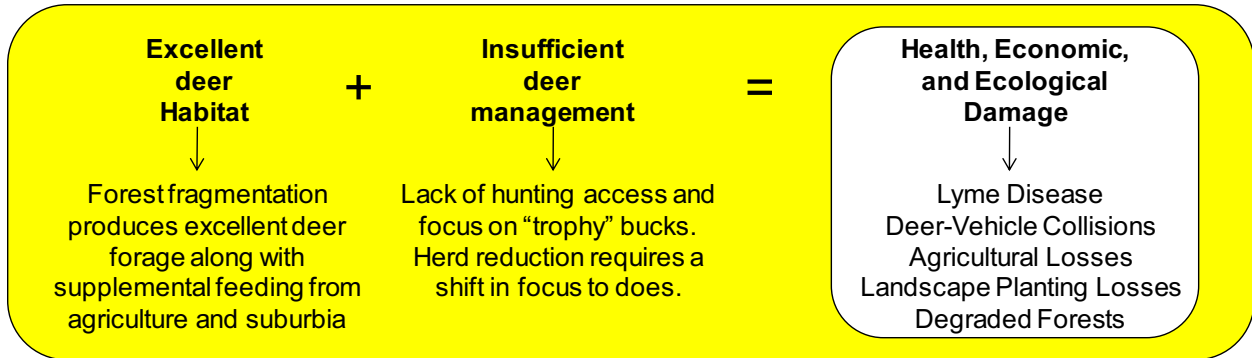 Excellent
deer
Habitat
+
Insufficient
deer
management
=
Health, Economic,
and Ecological
Damage
Forest fragmentation
produces excellent deer
forage along with
supplemental feeding from
agriculture and suburbia
Lack of hunting access and
focus on “trophy” bucks.
Herd reduction requires a
shift in focus to does.
Lyme Disease
Deer-Vehicle Collisions
Agricultural Losses
Landscape Planting Losses
Degraded Forests